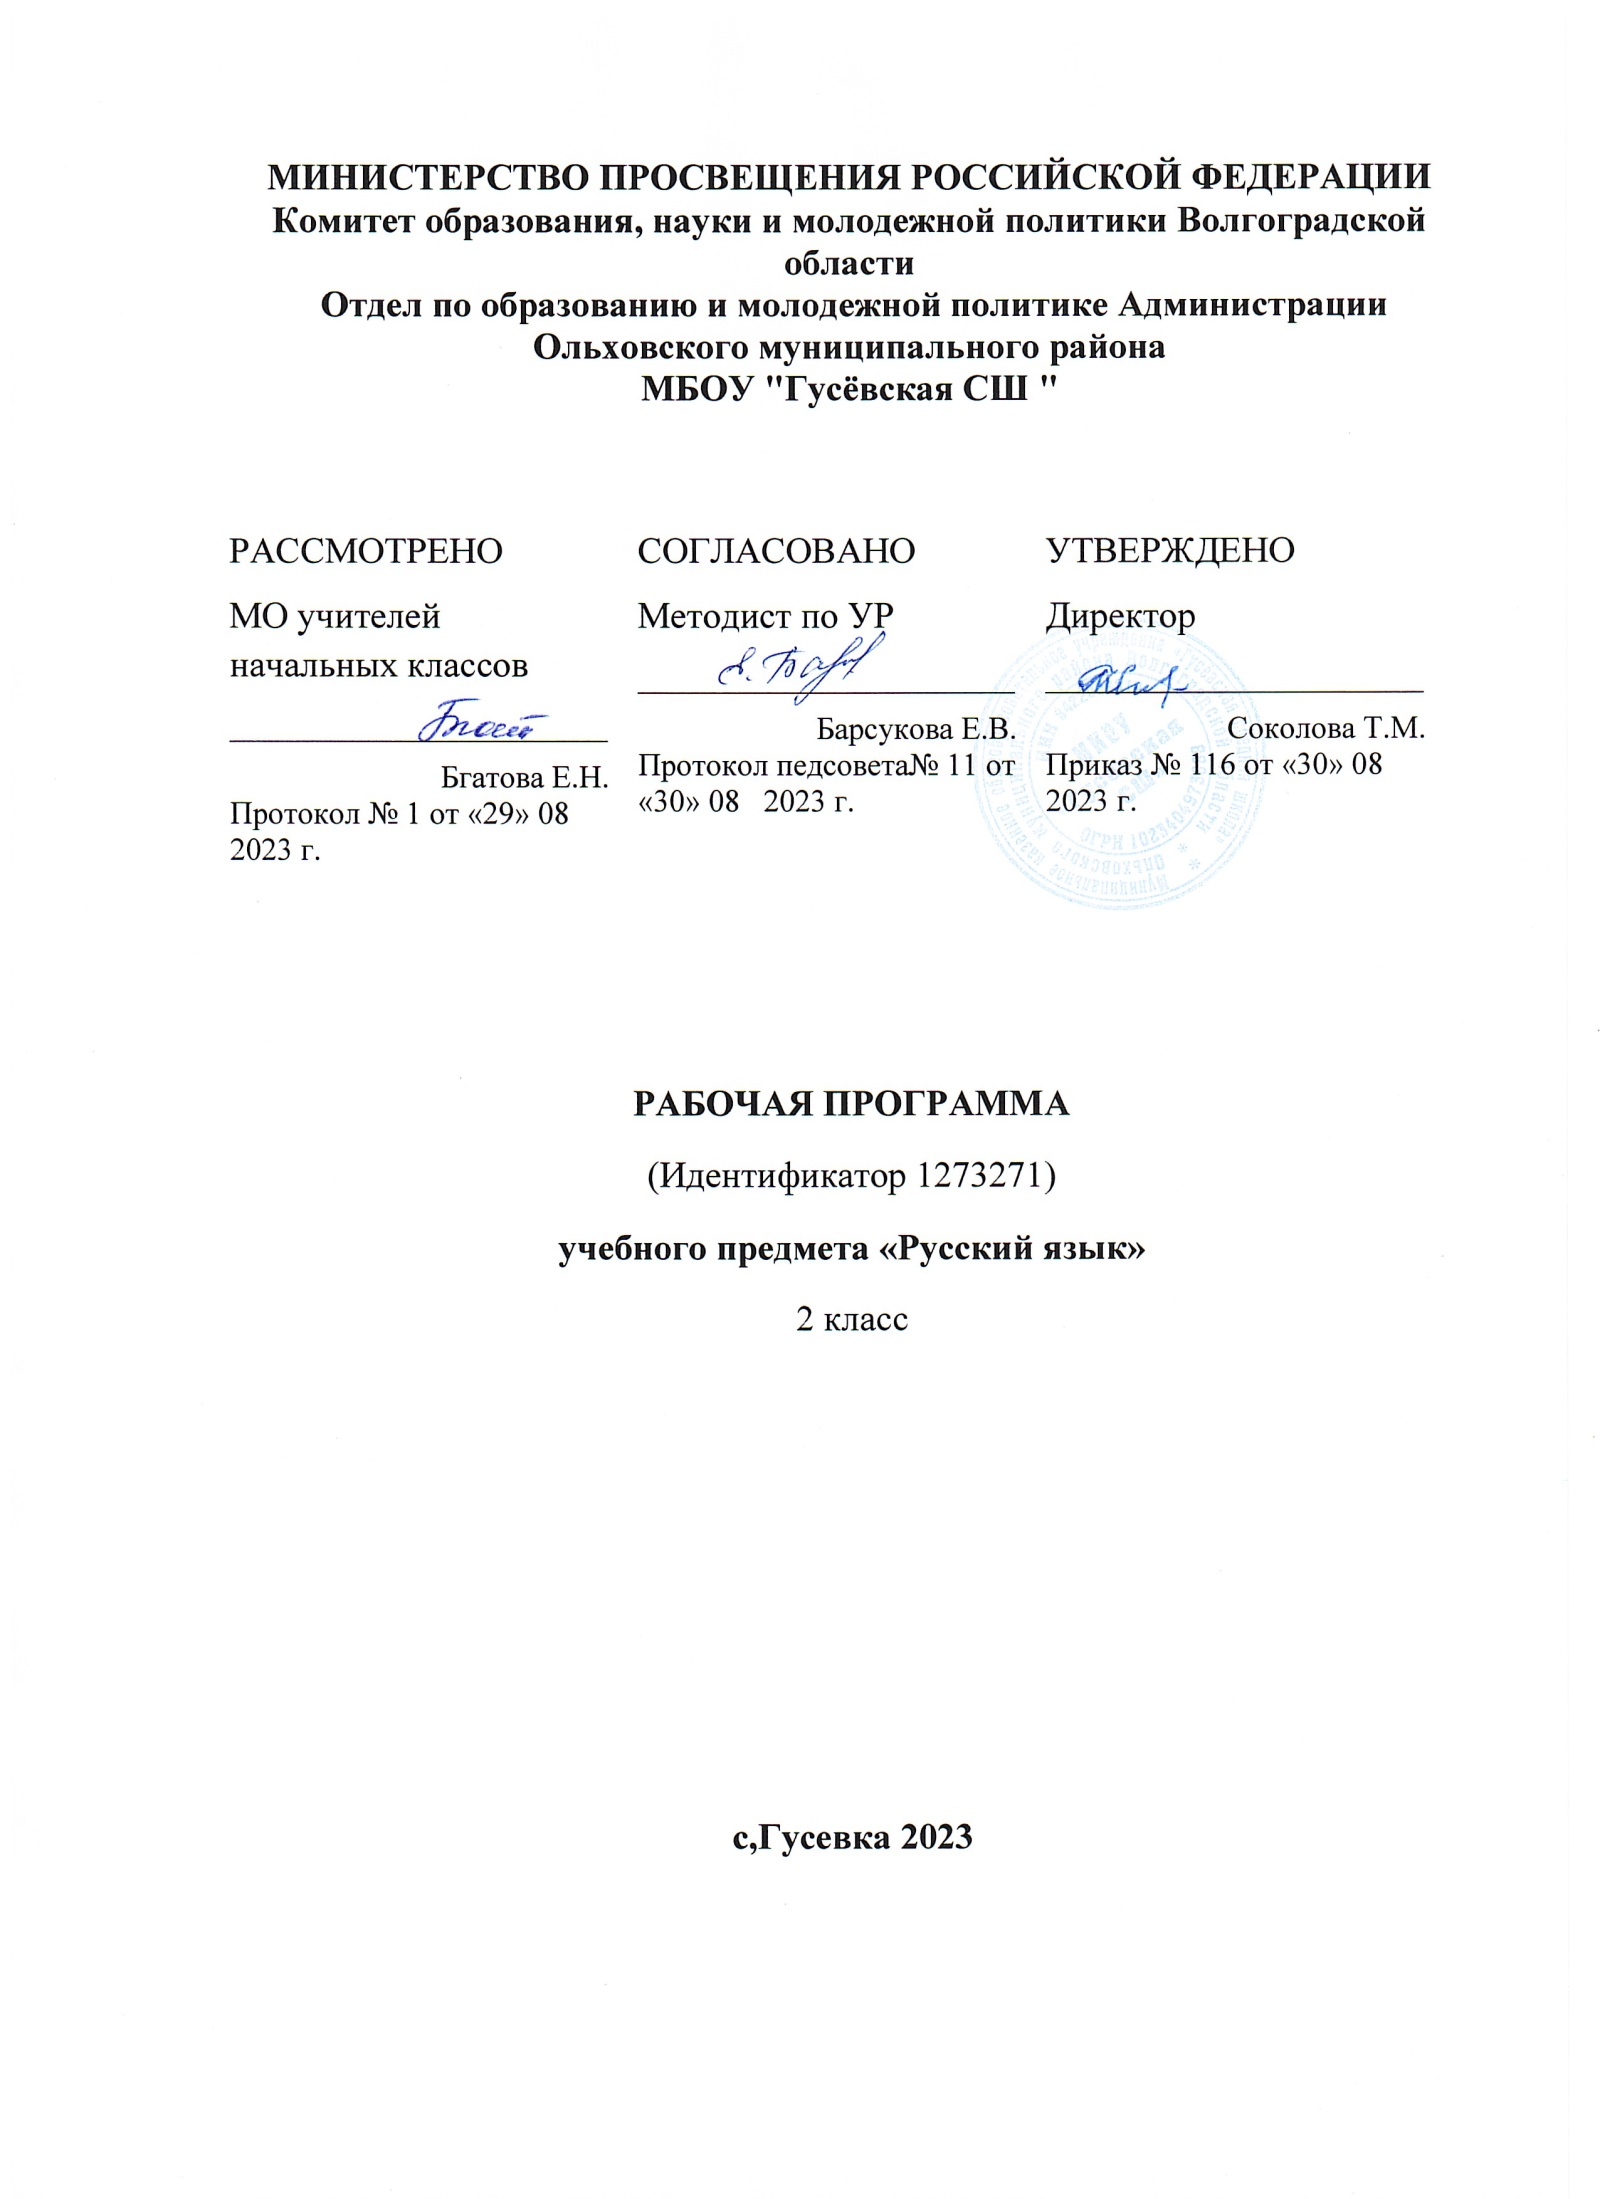 МИНИСТЕРСТВО ПРОСВЕЩЕНИЯ РОССИЙСКОЙ ФЕДЕРАЦИИ
Комитет образования, науки и молодежной политики Волгоградской
области
Отдел по образованию и молодежной политике Администрации
Ольховского муниципального района
МБОУ "Гусёвская СШ "
РАССМОТРЕНО
МО учителей
начальных классов
Бгатова Е.Н.
Протокол № 1 от «29» 08
2023 г.
СОГЛАСОВАНО
Методист по УР
Барсукова Е.В.
Протокол педсовета№ 11 от
«30» 08 2023 г.
УТВЕРЖДЕНО
Директор
Соколова Т.М.
Приказ № 116 от «30» 08
2023 г.
РАБОЧАЯ ПРОГРАММА
(Идентификатор 1273271)
учебного предмета «Русский язык»
2 класс
с,Гусевка 2023